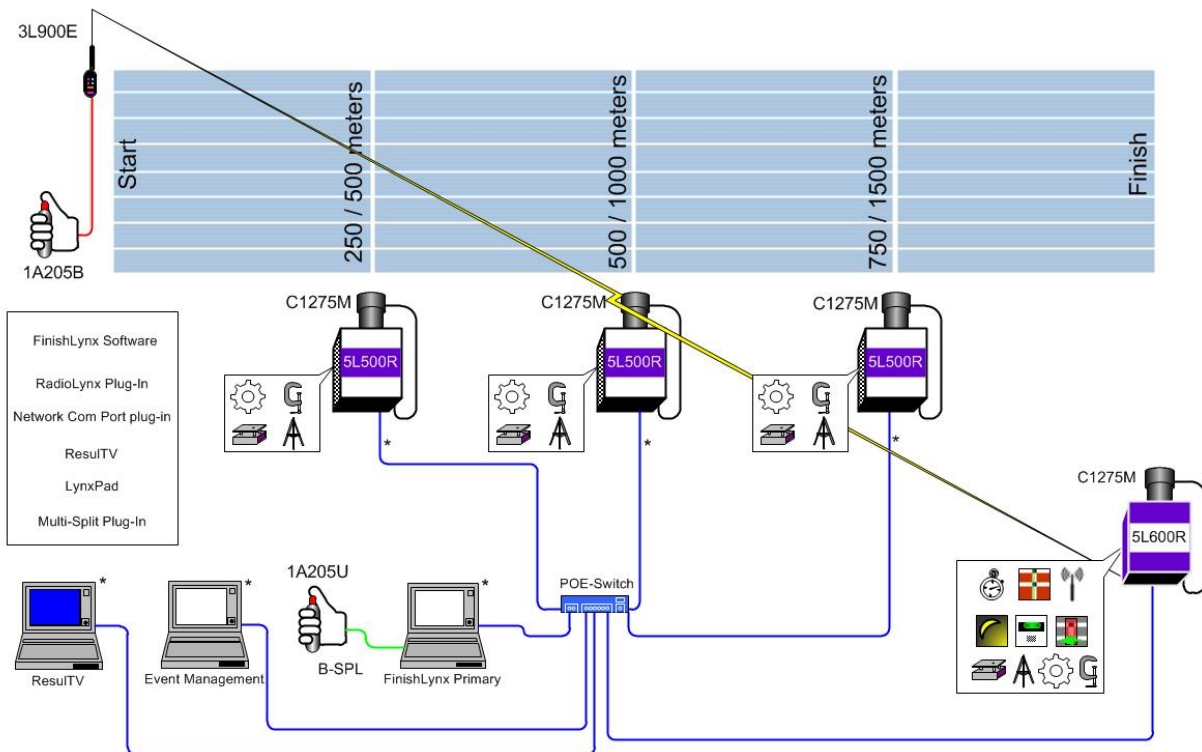 3L900E
Start
250 / 500 meters
500 / 1000 meters
750 / 1500 meters
Finish
1A205B
C1275M
C1275M
C1275M
5L500R
5L500R
5L500R
FinishLynx Software
RadioLynx Plug-In
Network Com Port plug-in
ResulTV
LynxPad
Multi-Split Plug-In
*
*
*
C1275M
5L600R
1A205U
POE-Switch
*
*
*
B-SPL
ResulTV
Event Management
FinishLynx Primary